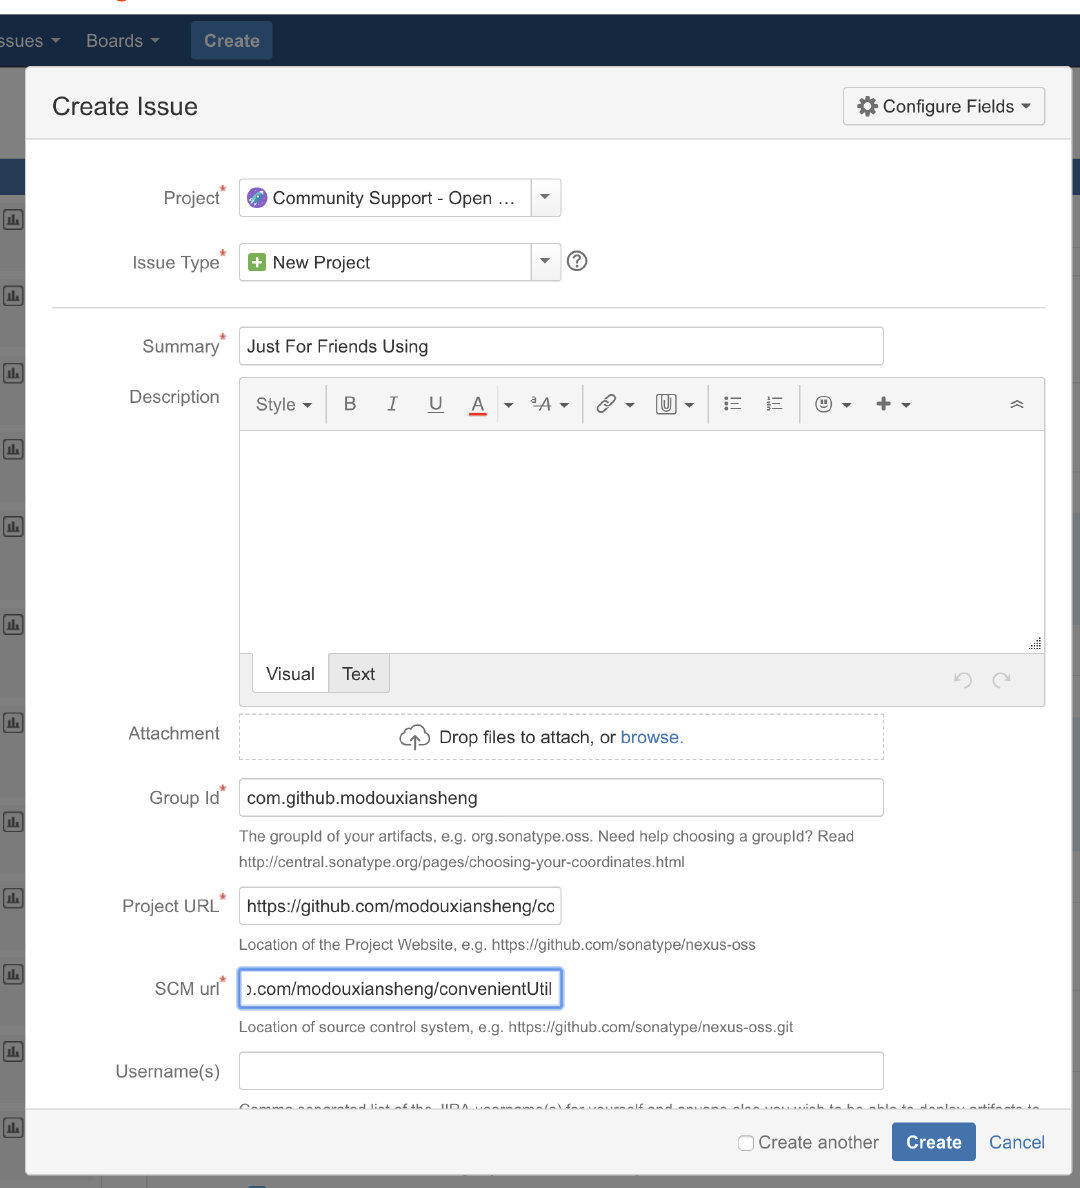 Boards
Create
Create Issue
Configure Fields
Project*
Community Support - Open ...
Issue Type*
New Project
Summary*
Just For Friends Using
Description
Style B I U A A
Visual Text
Attachment
Drop files to attach, or browse.
Group Id*
com.github.modouxiansheng
The groupId of your artifacts, e.g. org.sonatype.oss. Need help choosing a groupId? Read
http://central.sonatype.org/pages/choosing-your-coordinates.html
Project URL*
https://github.com/modouxiansheng/co
Location of the Project Website, e.g. https://github.com/sonatype/nexus-oss
SCM url*
.com/modouxiansheng/convenientUtil
Location of source control system, e.g. https://github.com/sonatype/nexus-oss.git
Username(s)
Create another
Create
Cancel